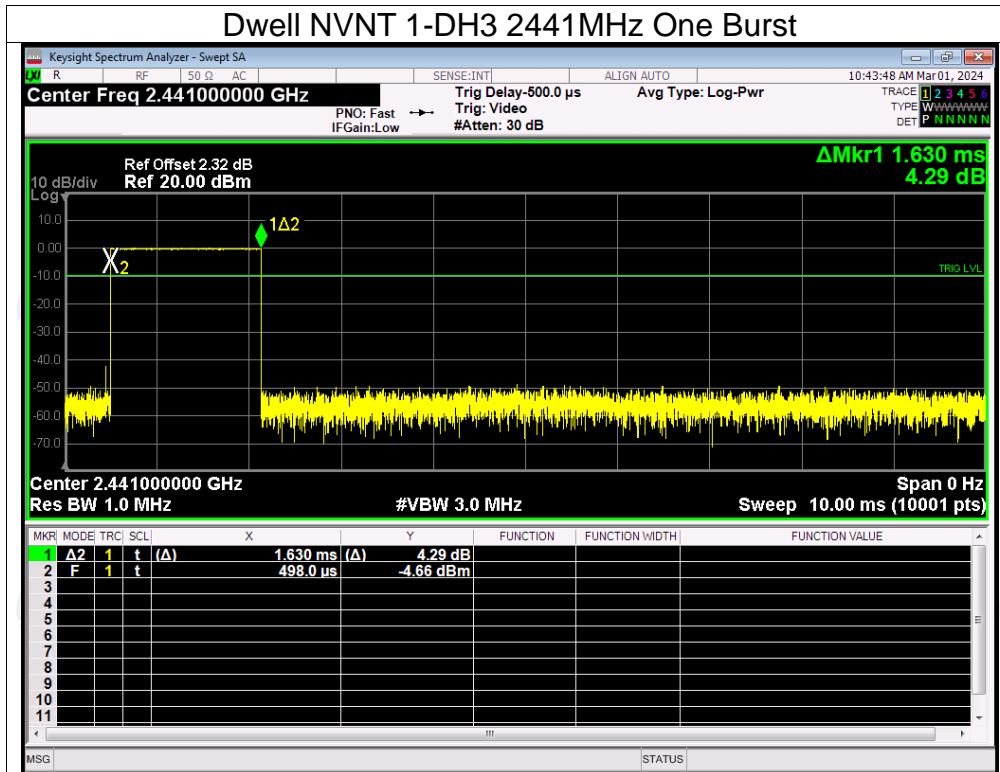 Dwell NVNT 1-DH3 2441MHz One Burst
Keysight Spectrum Analyzer - Swept SA
LXI R RF 50 Ω AC SENSE:INT ALIGN AUTO 10:43:48 AM Mar 01, 2024
Center Freq 2.441000000 GHz Trig Delay-500.0 µs Avg Type: Log-Pwr TRACE 1 2 3 4 5 6
PNO: Fast Trig: Video TYPE WWWWWW
IFGain:Low #Atten: 30 dB DET P N N N N N
ΔMkr1 1.630 ms
4.29 dB
Ref Offset 2.32 dB
10 dB/div Ref 20.00 dBm
Log
10.0
1Δ2
0.00
2
TRIG LVL
-10.0
-20.0
-30.0
-40.0
-50.0
-60.0
-70.0
Center 2.441000000 GHz Span 0 Hz
Res BW 1.0 MHz #VBW 3.0 MHz Sweep 10.00 ms (10001 pts)
MKR MODE TRC SCL X Y FUNCTION FUNCTION WIDTH FUNCTION VALUE
1 Δ2 1 t (Δ) 1.630 ms (Δ) 4.29 dB
2 F 1 t 498.0 µs -4.66 dBm
3
4
5
6
7
8
9
10
11
MSG STATUS